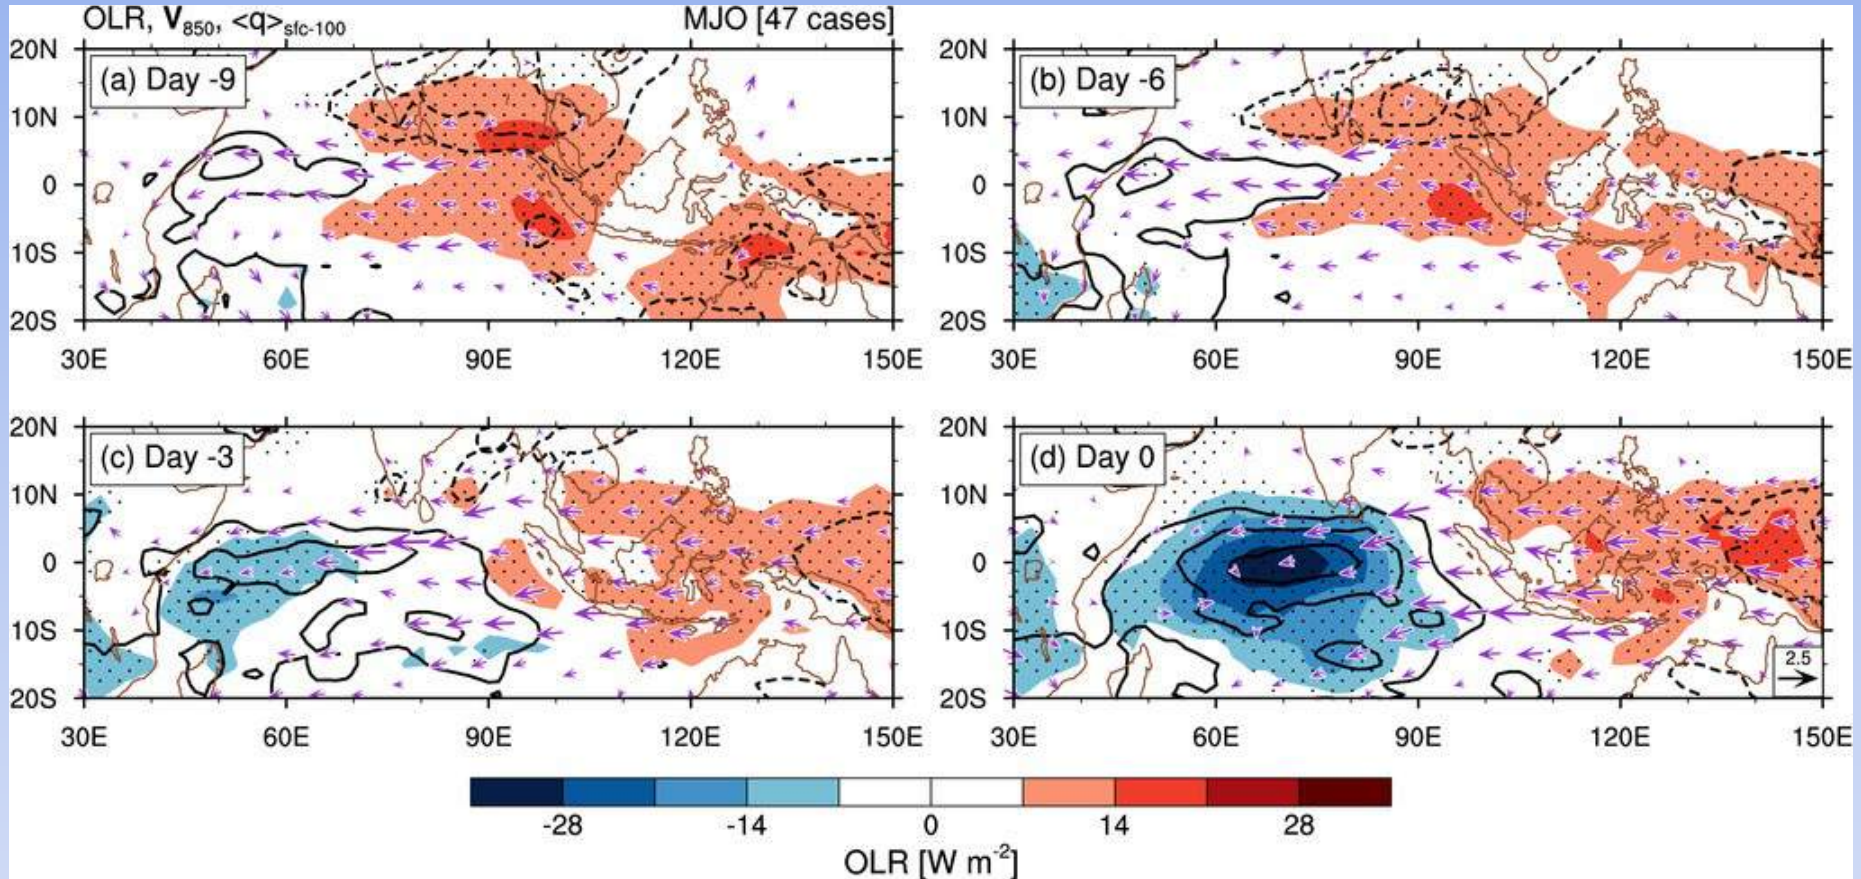 OLR, V850, <q>sfc-100 MJO [47 cases]
20N 20N
(a) Day -9 (b) Day -6
10N 10N
0 0
10S 10S
20S 20S
30E 60E 90E 120E 150E 30E 60E 90E 120E 150E
20N 20N
(c) Day -3 (d) Day 0
10N 10N
0 0
10S 10S
2.5
20S 20S
30E 60E 90E 120E 150E 30E 60E 90E 120E 150E
-28 -14 0 14 28
OLR [W m-2]